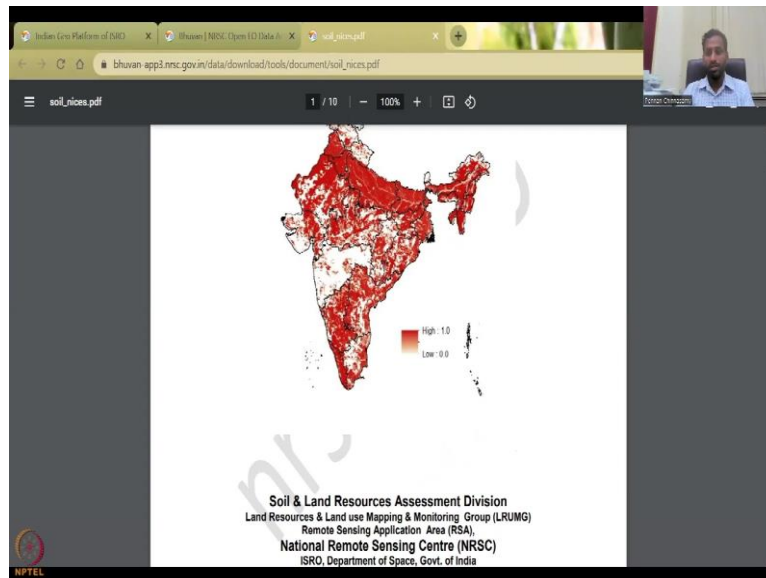 Indian Geo Platform of ISRO
Bhuvan | NRSC Open EO Data
soil_nices.pdf
bhuvan-app3.nrsc.gov.in/data/download/tools/document/soil_nices.pdf
soil_nices.pdf
1 / 10
100%
High : 1.0
Low : 0.0
nrs
Soil & Land Resources Assessment Division
Land Resources & Land use Mapping & Monitoring Group (LRUMG)
Remote Sensing Application Area (RSA),
National Remote Sensing Centre (NRSC)
ISRO, Department of Space, Govt. of India
NPTEL